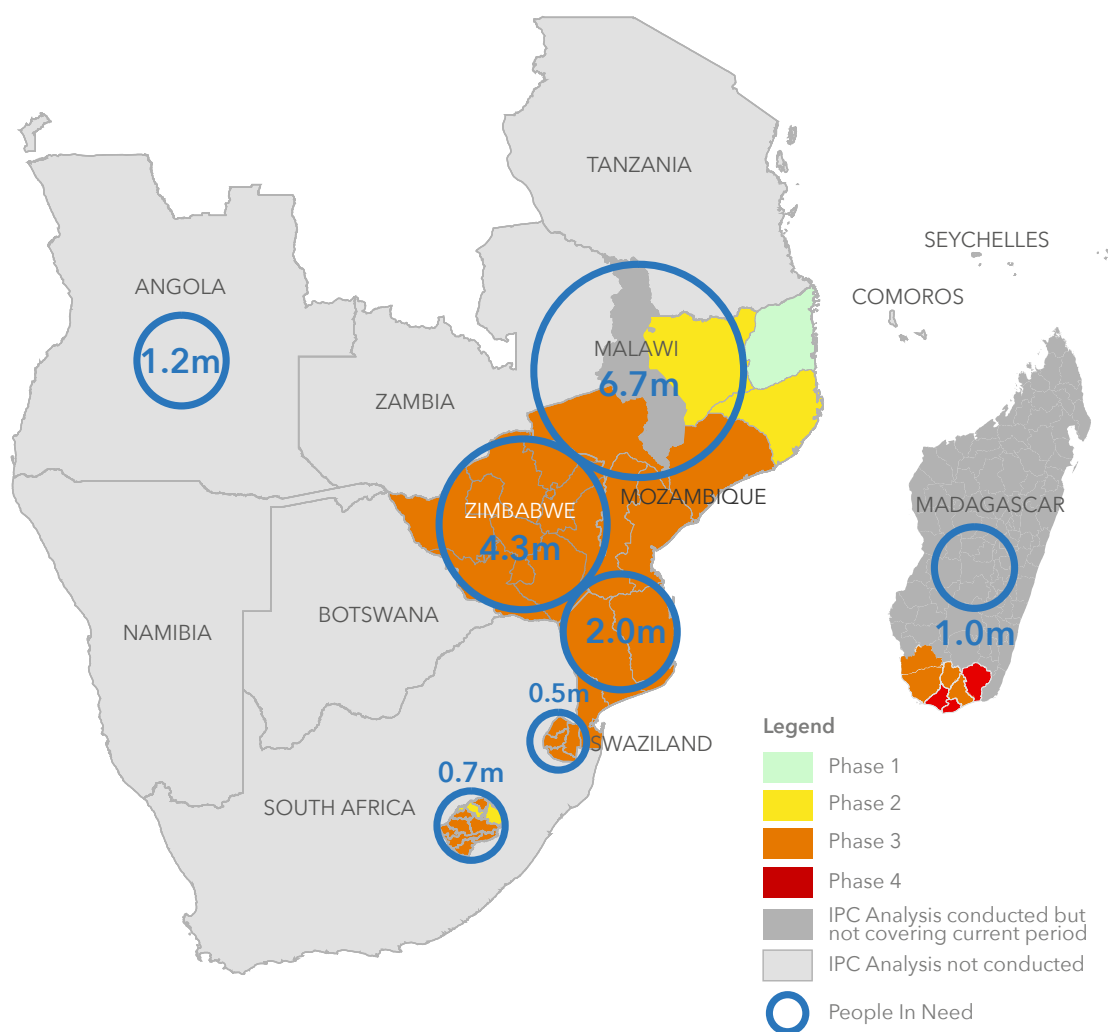 TANZANIA
SEYCHELLES
COMOROS
ANGOLA
1.2m
MALAWI
6.7m
ZAMBIA
MOZAMBIQUE
ZIMBABWE
4.3m
MADAGASCAR
1.0m
BOTSWANA
NAMIBIA
2.0m
0.5m
SWAZILAND
0.7m
SOUTH AFRICA
Legend
Phase 1
Phase 2
Phase 3
Phase 4
IPC Analysis conducted but
not covering current period
IPC Analysis not conducted
People In Need